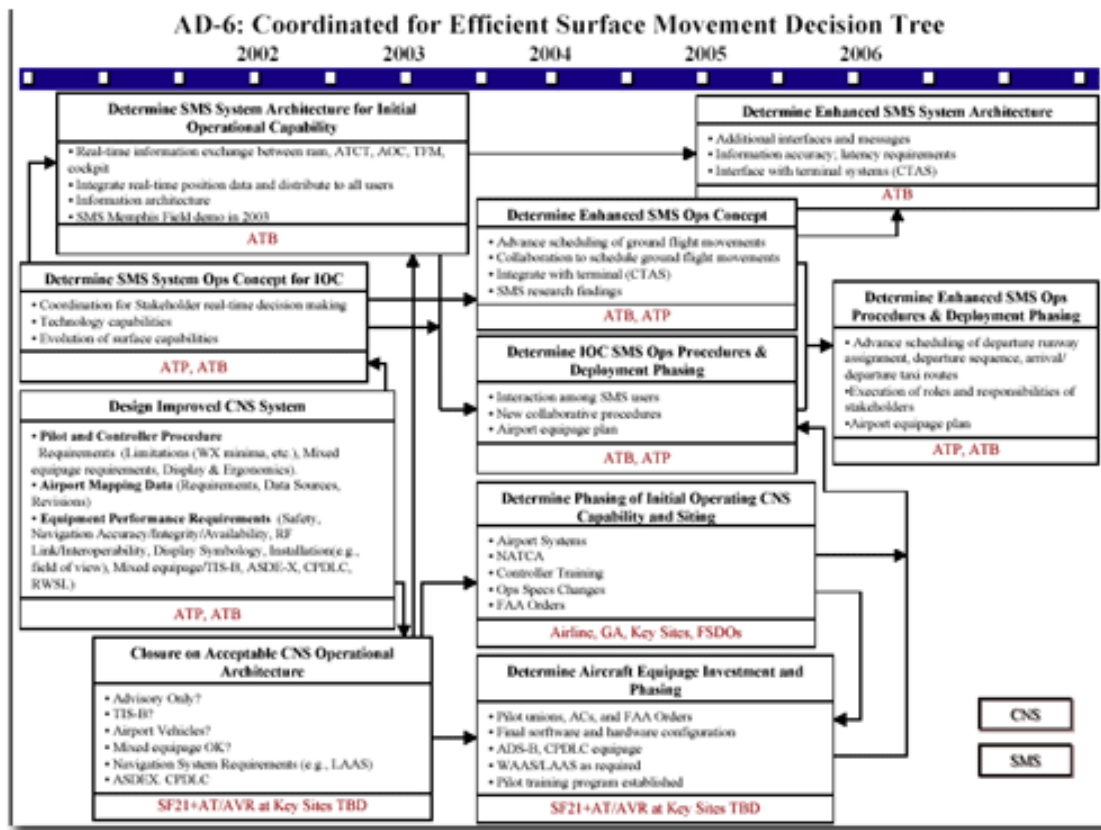 AD-6: Coordinated for Efficient Surface Movement Decision Tree
2002
2003
2004
2005
2006
Determine SMS System Architecture for Initial
Operational Capability
• Real-time information exchange between ram, ATCT, AOC, TFM,
cockpit
• Integrate real-time position data and distribute to all users
• Information architecture
• SMS Memphis Field demo in 2003
ATB
Determine Enhanced SMS System Architecture
• Additional interfaces and messages
• Information accuracy; latency requirements
• Interface with terminal systems (CTAS)
ATB
Determine Enhanced SMS Ops Concept
• Advance scheduling of ground flight movements
• Collaboration to schedule ground flight movements
• Integrate with terminal (CTAS)
• SMS research findings
ATB, ATP
Determine SMS System Ops Concept for IOC
• Coordination for Stakeholder real-time decision making
• Technology capabilities
• Evolution of surface capabilities
ATP, ATB
Determine Enhanced SMS Ops
Procedures & Deployment Phasing
• Advance scheduling of departure runway
assignment, departure sequence, arrival/
departure taxi routes
•Execution of roles and responsibilities of
stakeholders
• Airport equipage plan
ATP, ATB
Determine IOC SMS Ops Procedures &
Deployment Phasing
• Interaction among SMS users
• New collaborative procedures
• Airport equipage plan
ATB, ATP
Design Improved CNS System
• Pilot and Controller Procedure
Requirements (Limitations (WX minima, etc.), Mixed
equipage requirements, Display & Ergonomics).
• Airport Mapping Data (Requirements, Data Sources,
Revisions)
• Equipment Performance Requirements (Safety,
Navigation Accuracy/Integrity/Availability, RF
Link/Interoperability, Display Symbology, Installation(e.g.,
field of view), Mixed equipage/TIS-B, ASDE-X, CPDLC,
RWSL)
ATP, ATB
Determine Phasing of Initial Operating CNS
Capability and Siting
• Airport Systems
• NATCA
• Controller Training
• Ops Specs Changes
• FAA Orders
Airline, GA, Key Sites, FSDOs
Closure on Acceptable CNS Operational
Architecture
• Advisory Only?
• TIS-B?
• Airport Vehicles?
• Mixed equipage OK?
• Navigation System Requirements (e.g., LAAS)
• ASDEX. CPDLC
SF21+AT/AVR at Key Sites TBD
Determine Aircraft Equipage Investment and
Phasing
• Pilot unions, ACs, and FAA Orders
• Final sorftware and hardware configuration
• ADS-B, CPDLC equipage
• WAAS/LAAS as required
• Pilot training program established
SF21+AT/AVR at Key Sites TBD
CNS
SMS